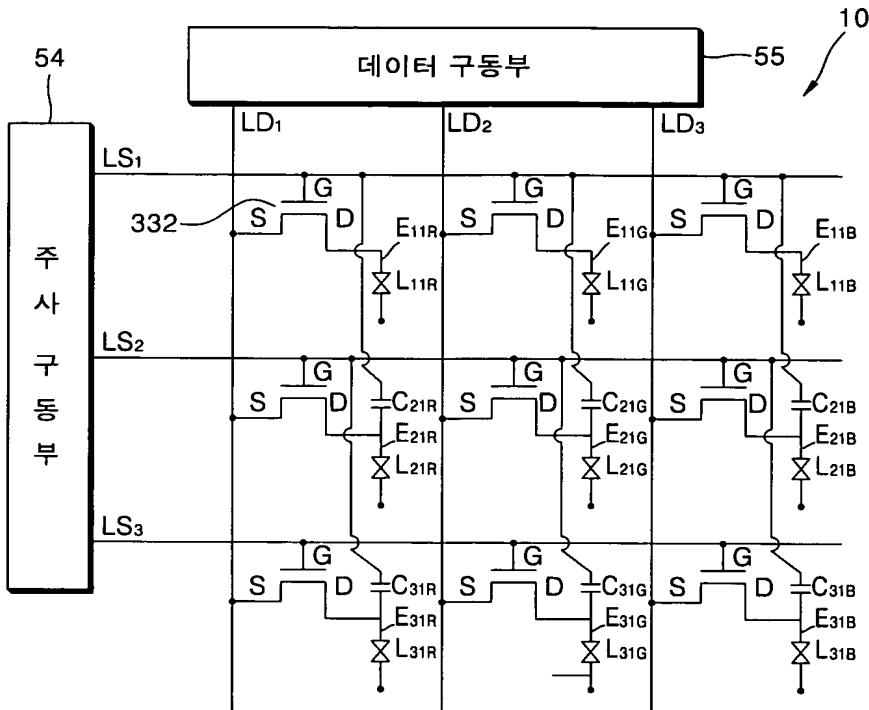 10
54
데이터 구동부
55
LD₁ LD₂ LD₃
LS₁
G G G
332 S D E₁₁R S D E₁₁G S D E₁₁B
L₁₁R L₁₁G L₁₁B
주사구동부
LS₂
G G G
S D C₂₁R S D C₂₁G S D C₂₁B
E₂₁R E₂₁G E₂₁B
L₂₁R L₂₁G L₂₁B
LS₃
G G G
S D C₃₁R S D C₃₁G S D C₃₁B
E₃₁R E₃₁G E₃₁B
L₃₁R L₃₁G L₃₁B